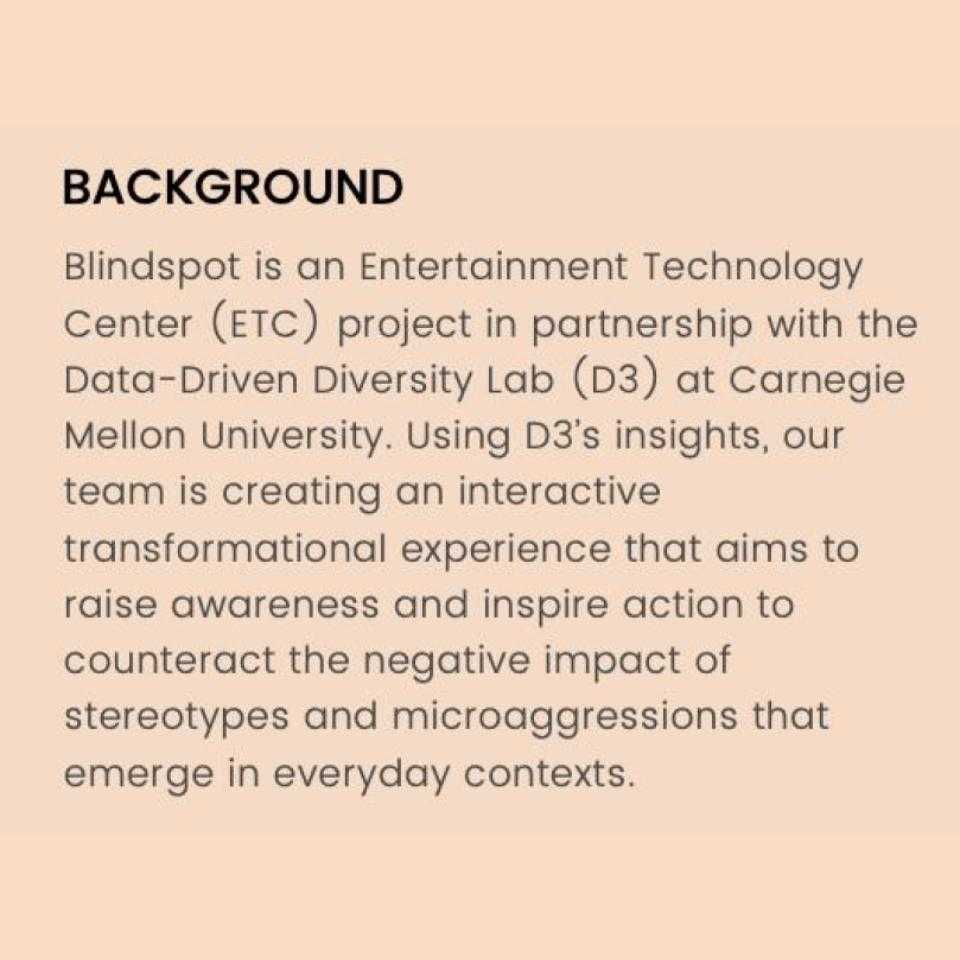 BACKGROUND
Blindspot is an Entertainment Technology
Center (ETC) project in partnership with the
Data-Driven Diversity Lab (D3) at Carnegie
Mellon University. Using D3's insights, our
team is creating an interactive
transformational experience that aims to
raise awareness and inspire action to
counteract the negative impact of
stereotypes and microaggressions that
emerge in everyday contexts.